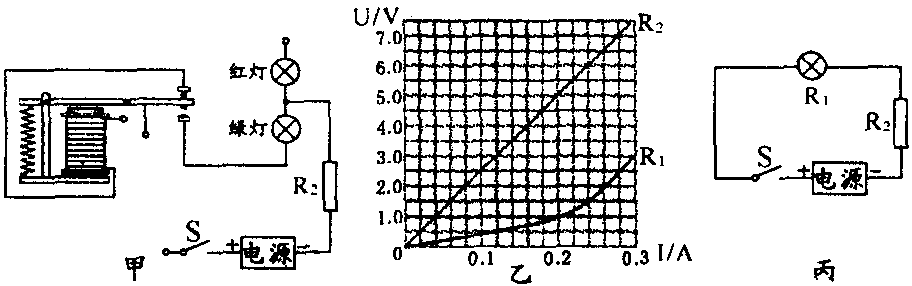 红灯
绿灯
R₂
S
+ 电源 −
甲
U/V
7.0
6.0
5.0
4.0
3.0
2.0
1.0
0
0.1
0.2
0.3
I/A
R₂
R₁
乙
R₁
R₂
S
+ 电源 −
丙